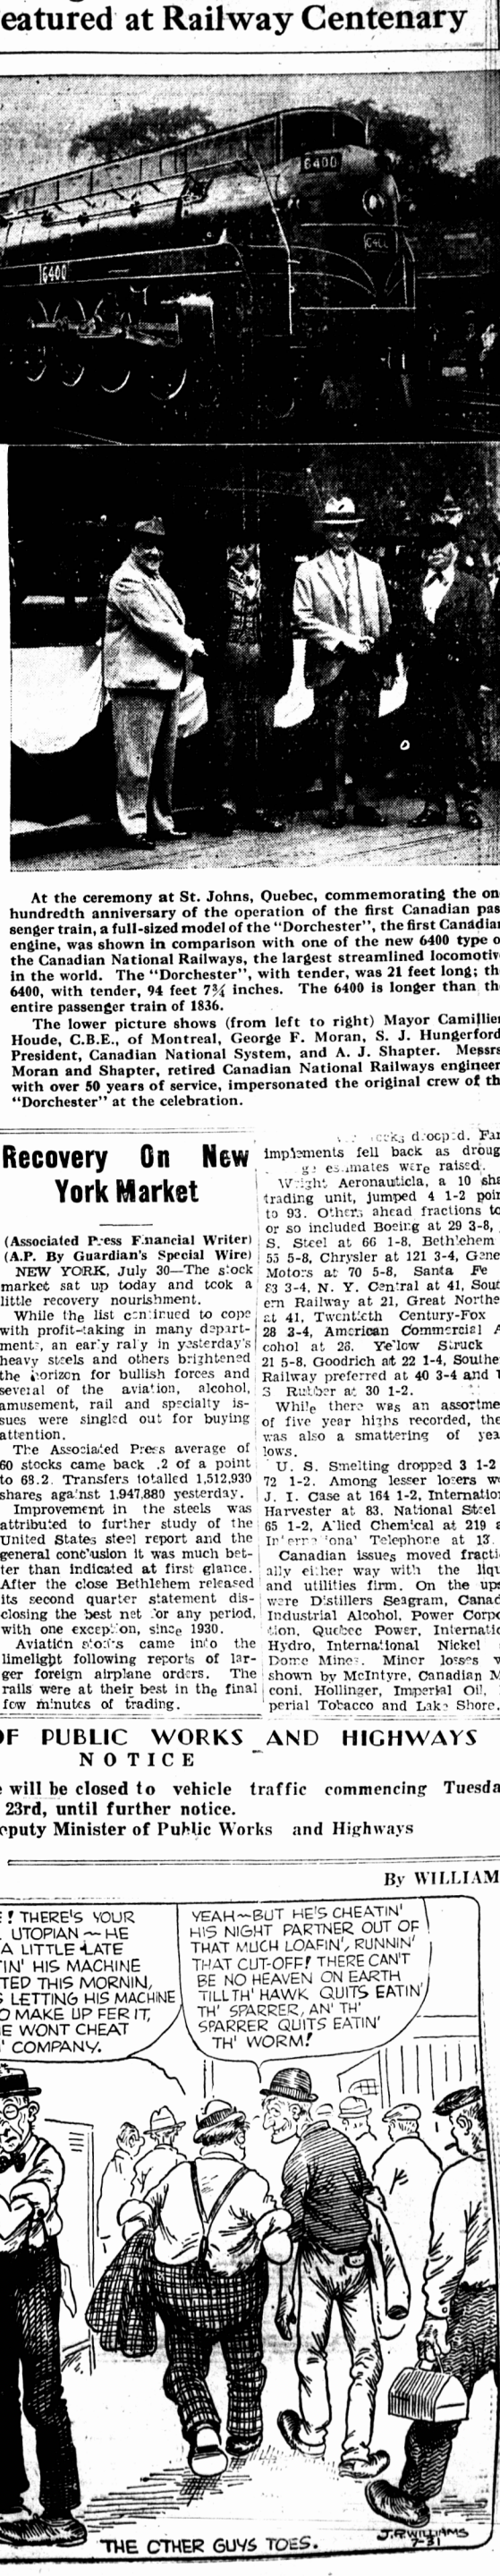 eatured at Railway Centenary
6400
6400
6400
At the ceremony at St. Johns, Quebec, commemorating the on
hundredth anniversary of the operation of the first Canadian pas
senger train, a full-sized model of the "Dorchester", the first Canadian
engine, was shown in comparison with one of the new 6400 type o
the Canadian National Railways, the largest streamlined locomotiv
in the world. The "Dorchester", with tender, was 21 feet long; th
6400, with tender, 94 feet 7¾ inches. The 6400 is longer than th
entire passenger train of 1836.
The lower picture shows (from left to right) Mayor Camillien
Houde, C.B.E., of Montreal, George F. Moran, S. J. Hungerford
President, Canadian National System, and A. J. Shapter. Messrs
Moran and Shapter, retired Canadian National Railways engineer
with over 50 years of service, impersonated the original crew of th
"Dorchester" at the celebration.
Recovery On New
York Market
(Associated Press Financial Writer)
(A.P. By Guardian's Special Wire)
NEW YORK, July 30—The stock
market sat up today and took a
little recovery nourishment.
While the list continued to cope
with profit-taking in many depart-
ments, an early rally in yesterday's
heavy steels and others brightened
the horizon for bullish forces and
several of the aviation, alcohol,
amusement, rail and specialty is-
sues were singled out for buying
attention.
The Associated Press average of
60 stocks came back .2 of a point
to 68.2. Transfers totalled 1,512,930
shares against 1,947,880 yesterday.
Improvement in the steels was
attributed to further study of the
United States steel report and the
general conclusion it was much bet-
ter than indicated at first glance.
After the close Bethlehem released
its second quarter statement dis-
closing the best net for any period,
with one exception, since 1930.
Aviation stocks came into the
limelight following reports of lar-
ger foreign airplane orders. The
rails were at their best in the final
few minutes of trading.
drooped. Far
implements fell back as droug
estimates were raised.
Wright Aeronauticla, a 10 sha
trading unit, jumped 4 1-2 poin
to 93. Others ahead fractions to
or so included Boeing at 29 3-8,
S. Steel at 66 1-8, Bethlehem
55 5-8, Chrysler at 121 3-4, Gene
Motors at 70 5-8, Santa Fe
83 3-4, N. Y. Central at 41, Sout
ern Railway at 21, Great Northe
at 41, Twentieth Century-Fox
28 3-4, American Commercial A
cohol at 26. Yellow Struck
21 5-8, Goodrich at 22 1-4, Southe
Railway preferred at 40 3-4 and
S Rubber at 30 1-2.
While there was an assortme
of five year highs recorded, the
was also a smattering of yea
lows.
U. S. Smelting dropped 3 1-2
72 1-2. Among lesser losers we
J. I. Case at 164 1-2, Internatio
Harvester at 83. National Steel
65 1-2, Allied Chemical at 219
Telephone at 13.
Canadian issues moved fracti
ally either way with the liqu
and utilities firm. On the ups
were Distillers Seagram, Canad
Industrial Alcohol, Power Corpo
tion, Quebec Power, Internatio
Hydro, International Nickel
Dome Mines. Minor losses w
shown by McIntyre, Canadian M
coni, Hollinger, Imperial Oil,
perial Tobacco and Lake Shore.
OF PUBLIC WORKS AND HIGHWAYS
NOTICE
e will be closed to vehicle traffic commencing Tuesda
23rd, until further notice.
eputy Minister of Public Works and Highways
By WILLIAM
! THERE'S YOUR
UTOPIAN ~ HE
A LITTLE LATE
TIN' HIS MACHINE
TED THIS MORNIN,
S LETTING HIS MACHINE
O MAKE UP FER IT,
E WONT CHEAT
' COMPANY.
YEAH~BUT HE'S CHEATIN'
HIS NIGHT PARTNER OUT OF
THAT MUCH LOAFIN', RUNNIN'
THAT CUT-OFF! THERE CAN'T
BE NO HEAVEN ON EARTH
TILL TH' HAWK QUITS EATIN'
TH' SPARRER, AN' TH'
SPARRER QUITS EATIN'
TH' WORM!
THE OTHER GUYS TOES.
J.R.WILLIAMS
7-31